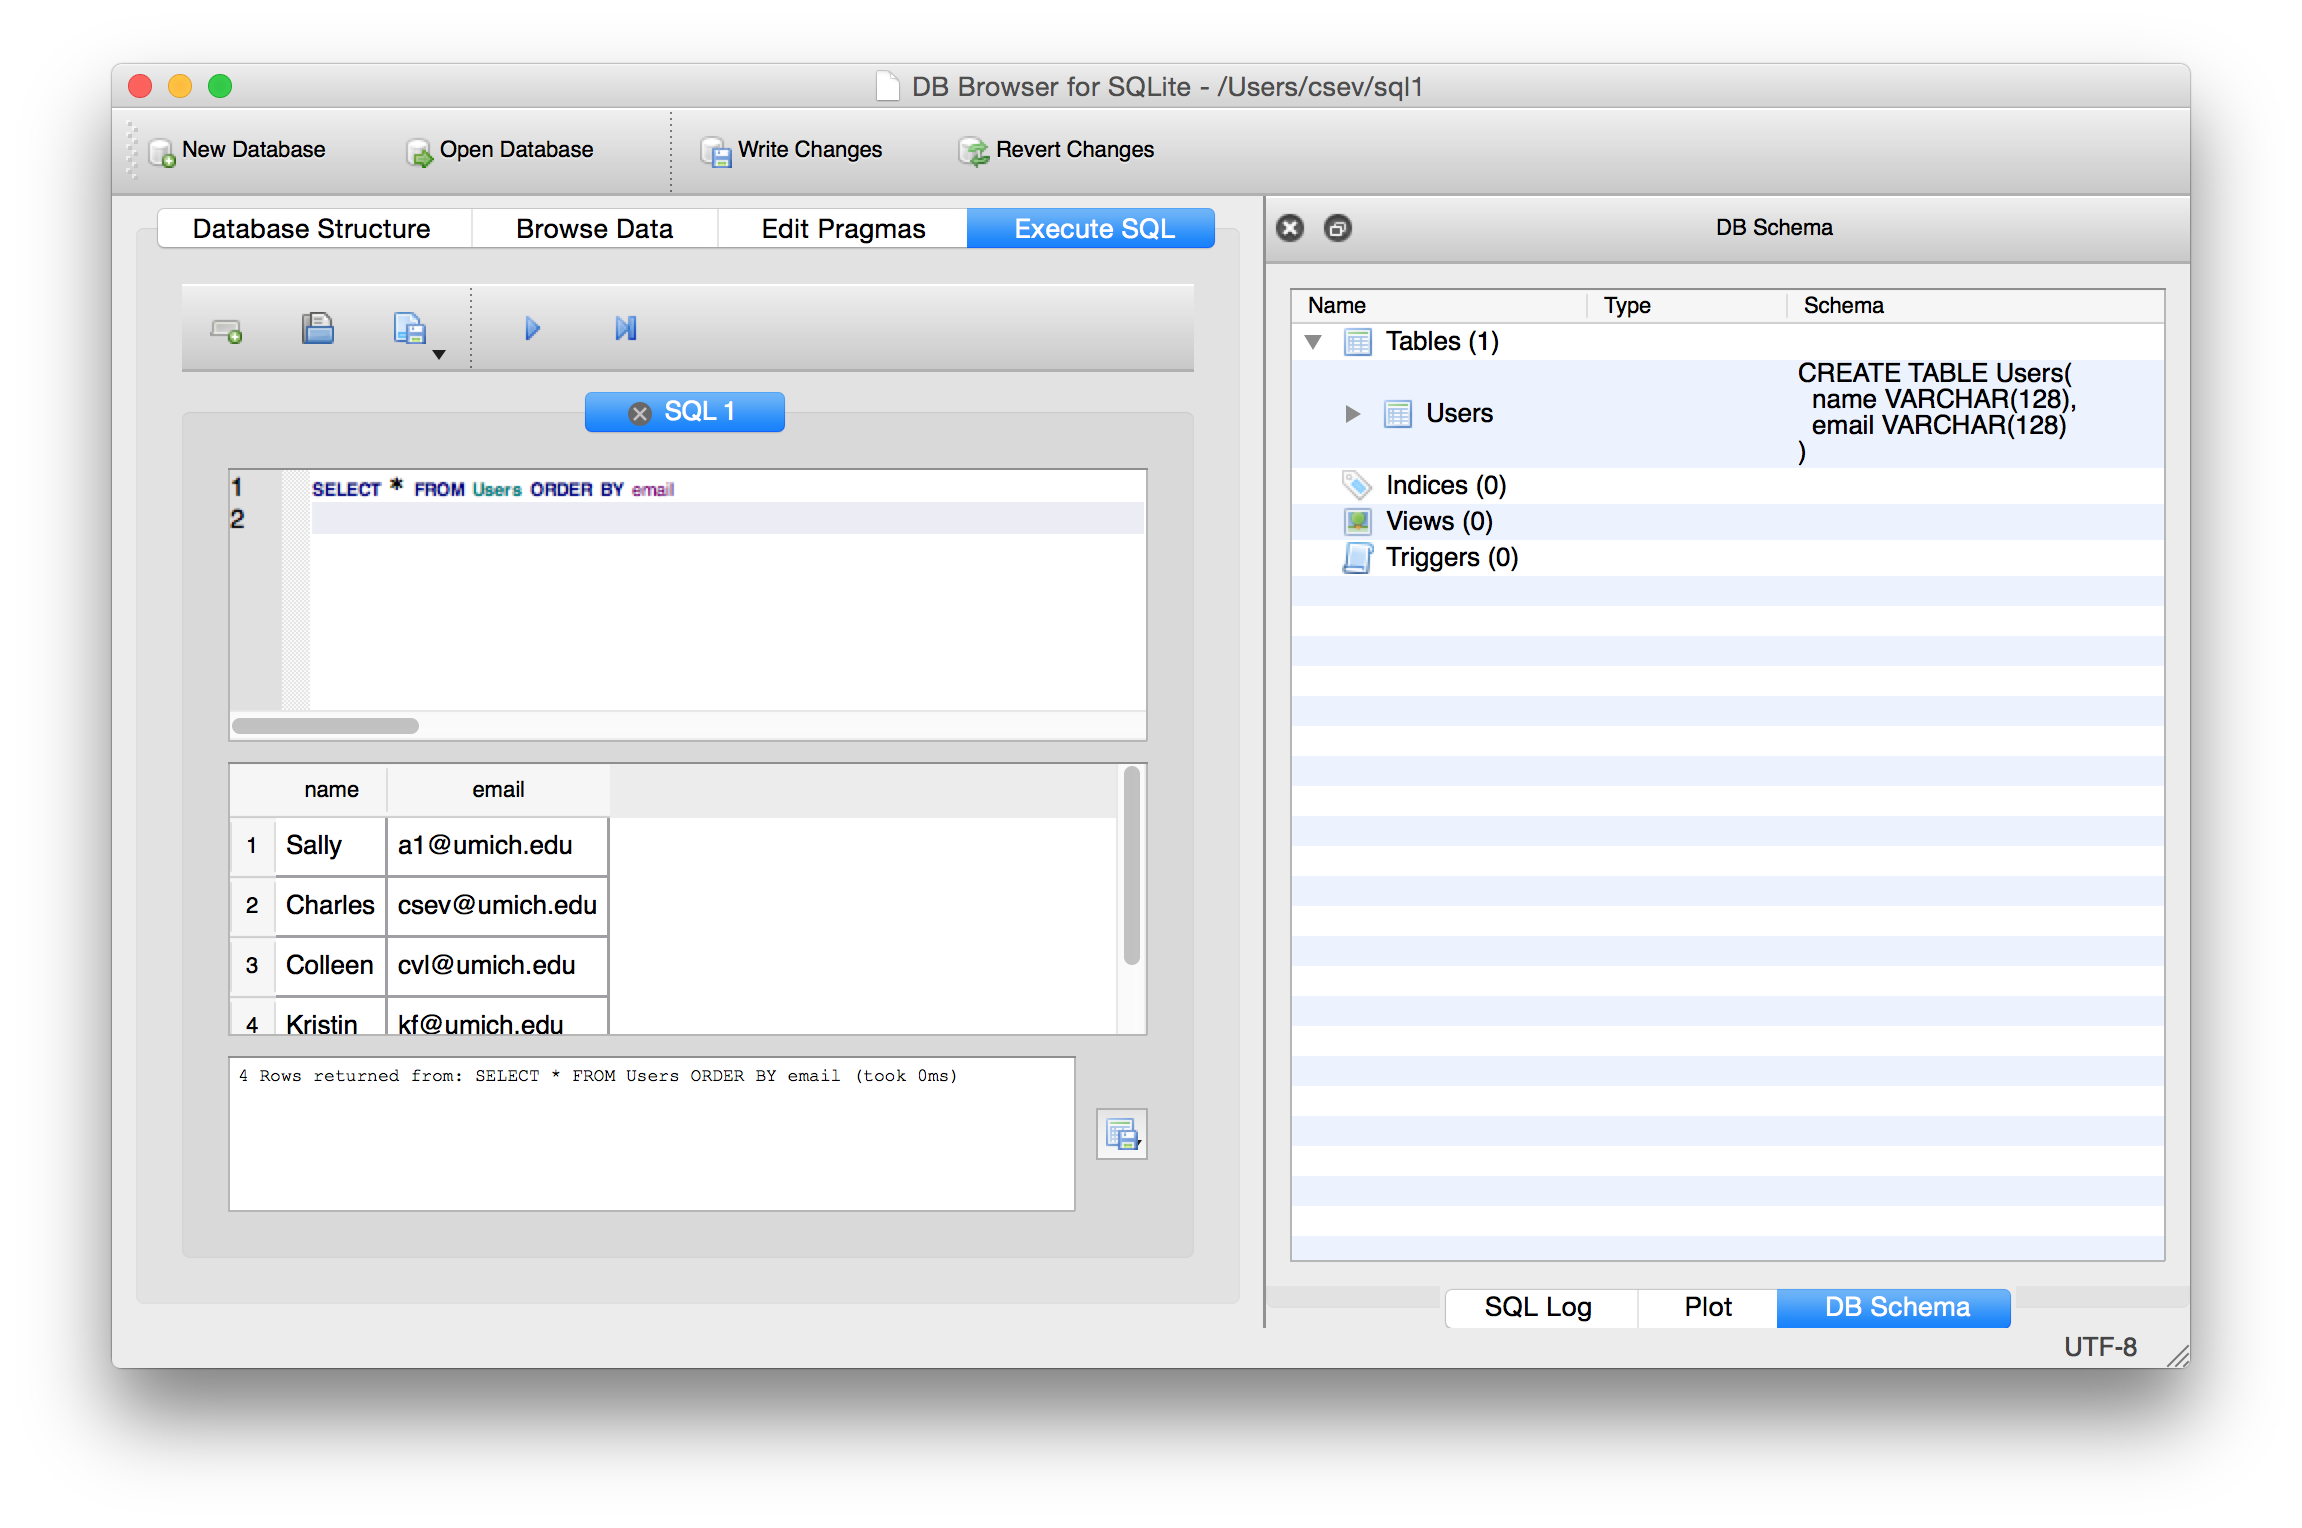 DB Browser for SQLite - /Users/csev/sql1
New Database Open Database Write Changes Revert Changes
Database Structure Browse Data Edit Pragmas Execute SQL
SQL 1
1 SELECT * FROM Users ORDER BY email
2
name email
1 Sally a1@umich.edu
2 Charles csev@umich.edu
3 Colleen cvl@umich.edu
4 Kristin kf@umich.edu
4 Rows returned from: SELECT * FROM Users ORDER BY email (took 0ms)
DB Schema
Name Type Schema
Tables (1)
Users
CREATE TABLE Users(
name VARCHAR(128),
email VARCHAR(128)
)
Indices (0)
Views (0)
Triggers (0)
SQL Log Plot DB Schema
UTF-8